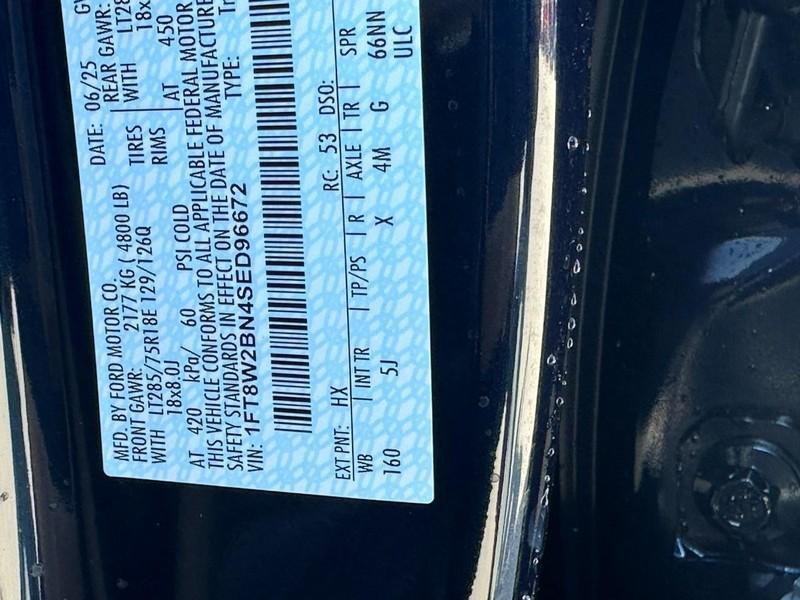 MFD. BY FORD MOTOR CO.
DATE: 06/25
FRONT GAWR: 2177 KG ( 4800 LB)
REAR GAWR:
WITH LT285/75R18E 129/126Q TIRES WITH
18x8.0J RIMS
AT 420 kPa/ 60 PSI COLD AT 450
THIS VEHICLE CONFORMS TO ALL APPLICABLE FEDERAL MOTOR
SAFETY STANDARDS IN EFFECT ON THE DATE OF MANUFACTURE
VIN: 1FT8W2BN4SED96672 TYPE:
EXT PNT: HX RC: 53 DSO:
WB INT TR TP/PS R AXLE TR SPR
160 5J X 4M G 66NN
ULC